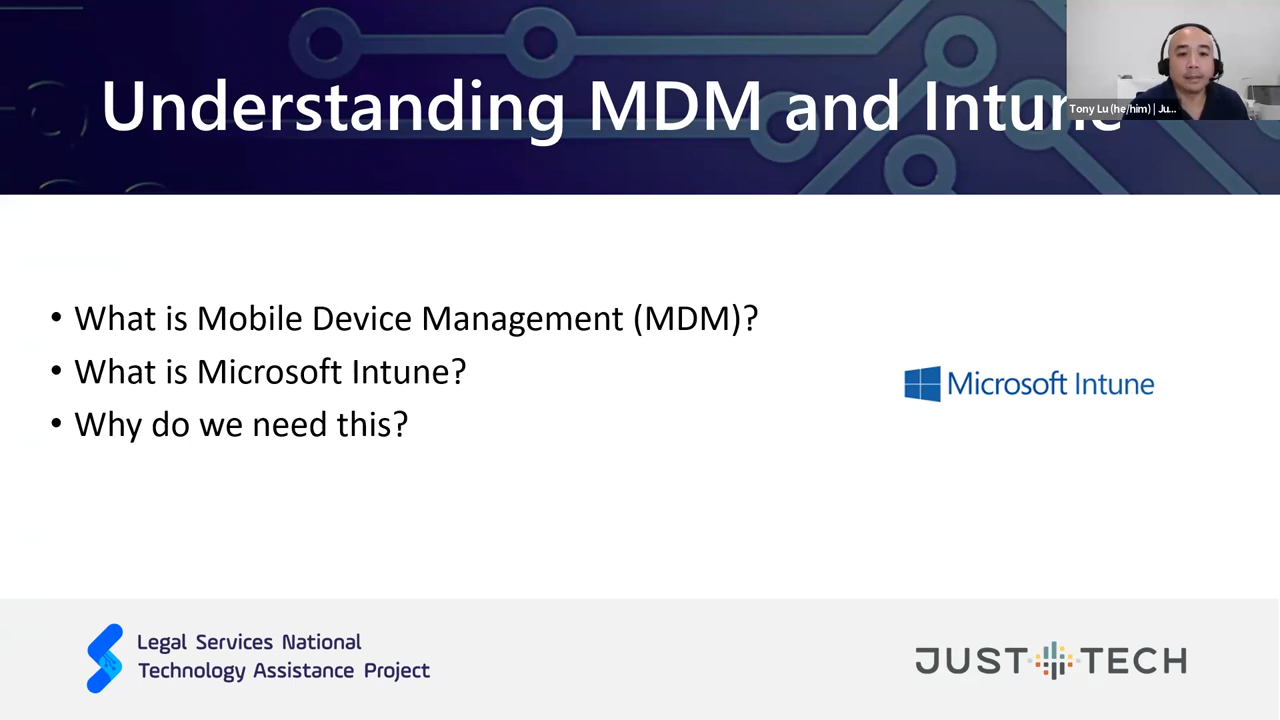 Understanding MDM and Intune
Tony Lu (he/him) | Ju...
• What is Mobile Device Management (MDM)?
• What is Microsoft Intune?
• Why do we need this?
Microsoft Intune
Legal Services National
Technology Assistance Project
JUST TECH